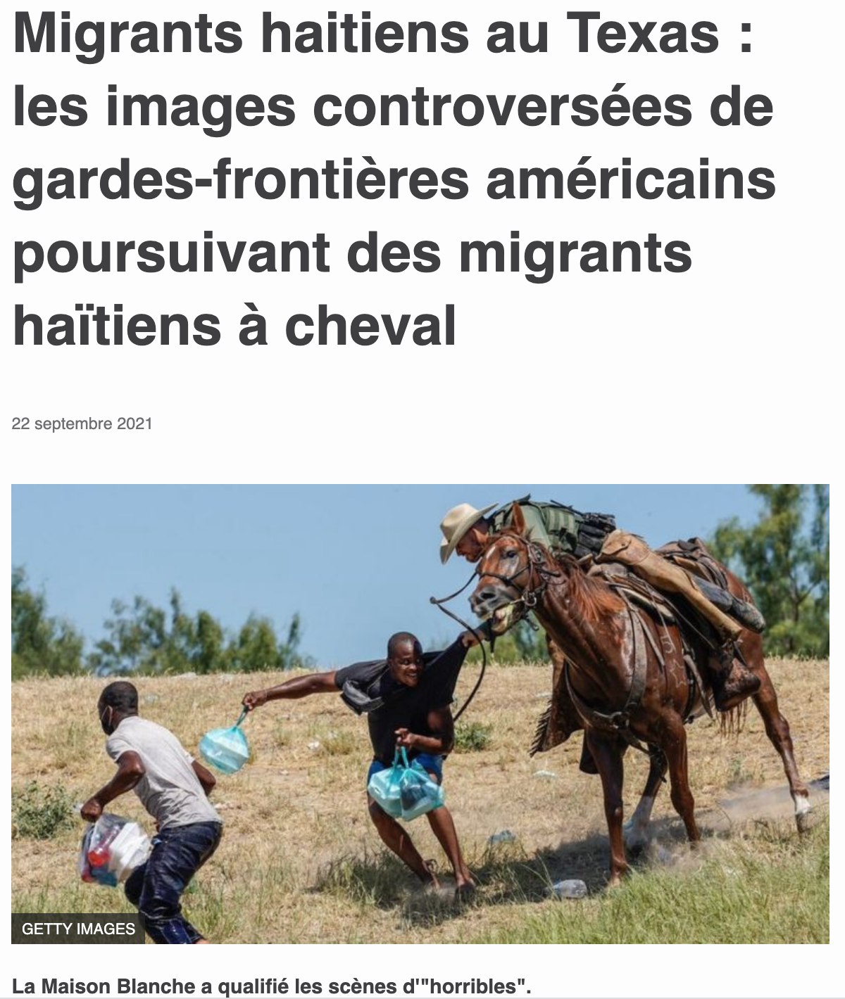 Migrants haitiens au Texas :
les images controversées de
gardes-frontières américains
poursuivant des migrants
haïtiens à cheval
22 septembre 2021
GETTY IMAGES
La Maison Blanche a qualifié les scènes d'"horribles".